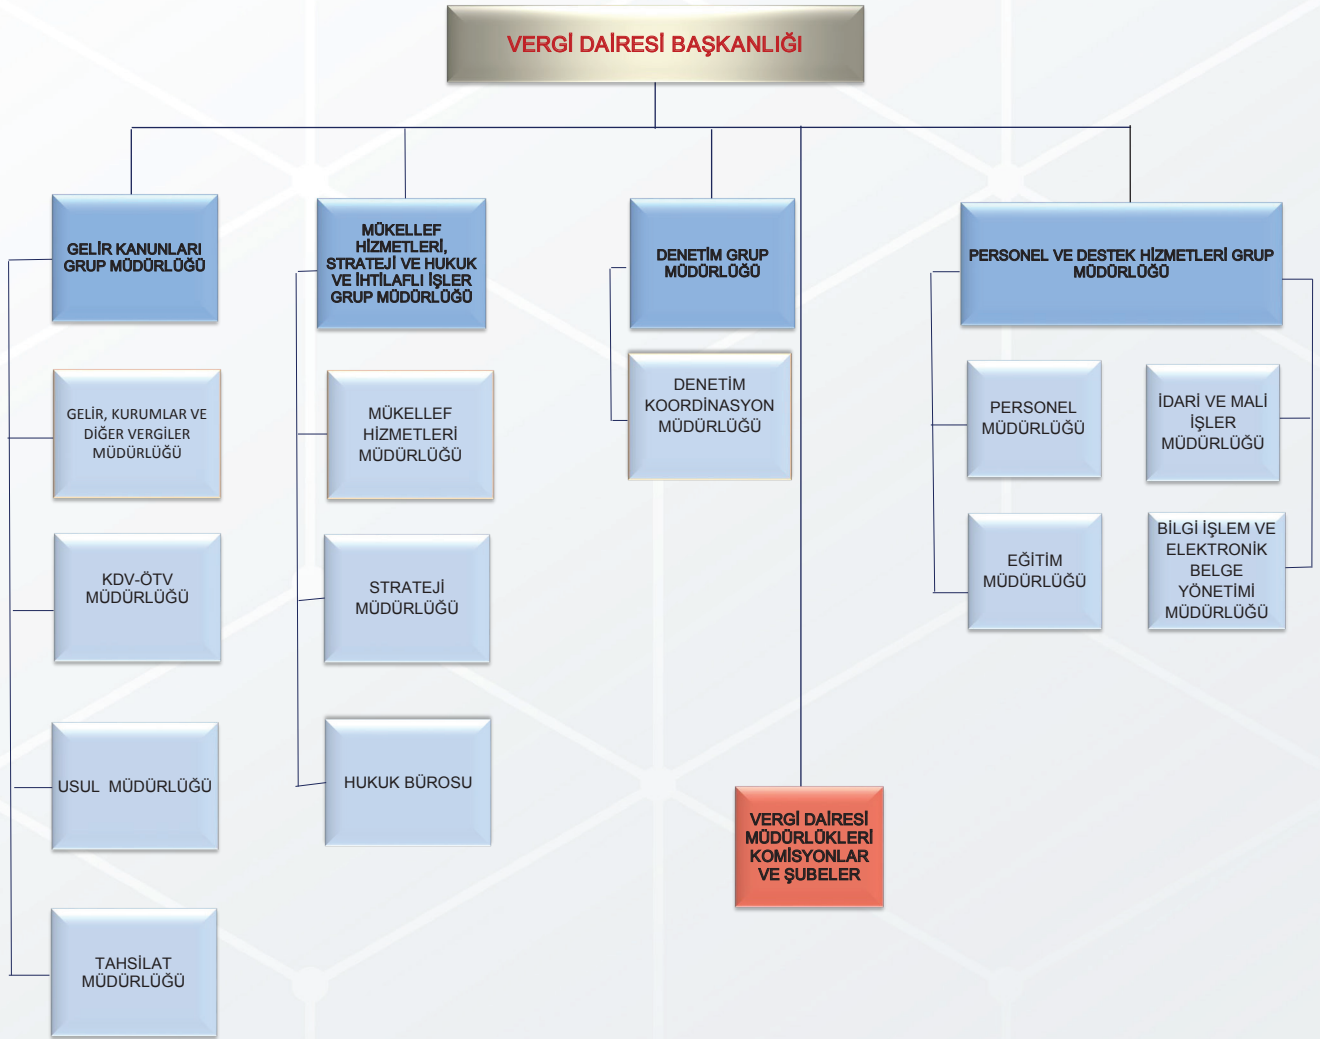 VERGİ DAİRESİ BAŞKANLIĞI
GELİR KANUNLARI
GRUP MÜDÜRLÜĞÜ
MÜKELLEF
HİZMETLERİ,
STRATEJİ VE HUKUK
VE İHTİLAFLI İŞLER
GRUP MÜDÜRLÜĞÜ
DENETİM GRUP
MÜDÜRLÜĞÜ
PERSONEL VE DESTEK HİZMETLERİ GRUP
MÜDÜRLÜĞÜ
GELİR, KURUMLAR VE
DİĞER VERGİLER
MÜDÜRLÜĞÜ
MÜKELLEF
HİZMETLERİ
MÜDÜRLÜĞÜ
DENETİM
KOORDİNASYON
MÜDÜRLÜĞÜ
PERSONEL
MÜDÜRLÜĞÜ
İDARİ VE MALİ
İŞLER
MÜDÜRLÜĞÜ
KDV-ÖTV
MÜDÜRLÜĞÜ
STRATEJİ
MÜDÜRLÜĞÜ
EĞİTİM
MÜDÜRLÜĞÜ
BİLGİ İŞLEM VE
ELEKTRONİK
BELGE
YÖNETİMİ
MÜDÜRLÜĞÜ
USUL  MÜDÜRLÜĞÜ
HUKUK BÜROSU
VERGİ DAİRESİ
MÜDÜRLÜKLERİ
KOMİSYONLAR
VE ŞUBELER
TAHSİLAT
MÜDÜRLÜĞÜ